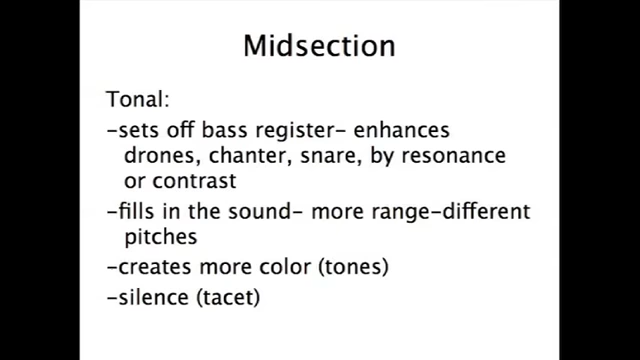 Midsection
Tonal:
-sets off bass register- enhances
drones, chanter, snare, by resonance
or contrast
-fills in the sound- more range-different
pitches
-creates more color (tones)
-silence (tacet)